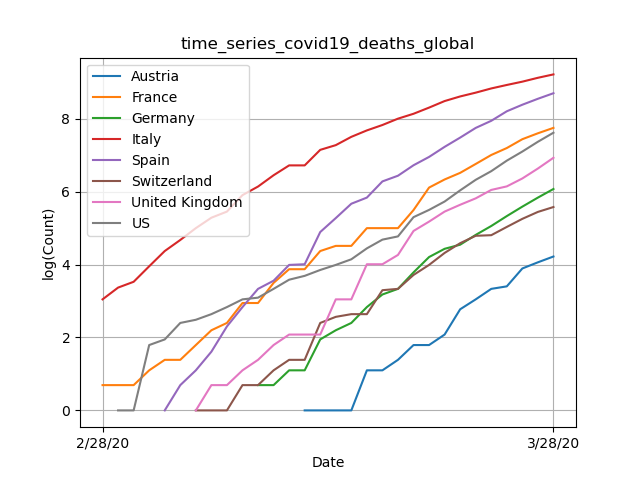 time_series_covid19_deaths_global
Austria
France
Germany
Italy
Spain
Switzerland
United Kingdom
US
8
6
4
2
0
log(Count)
2/28/20
3/28/20
Date